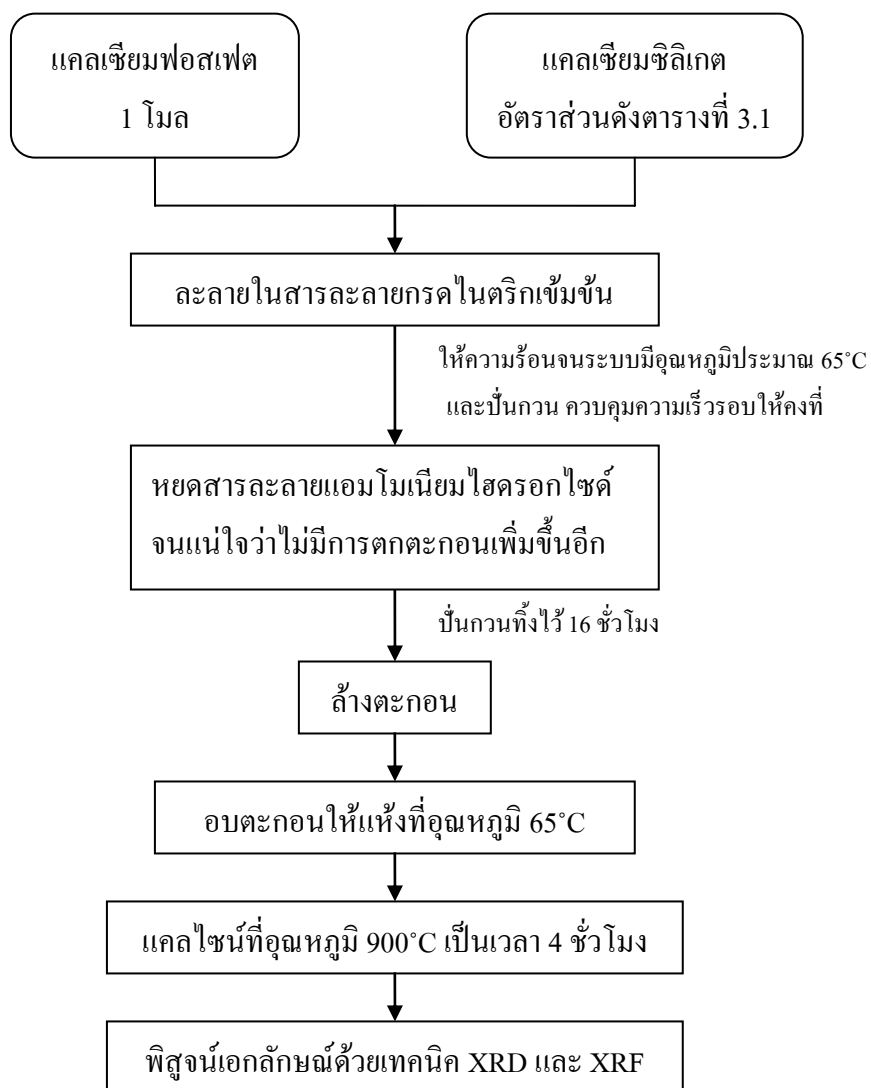 แคลเซียมฟอสเฟต
1 โมล
แคลเซียมซิลิเกต
อัตราส่วนดังตารางที่ 3.1
ละลายในสารละลายกรดไนตริกเข้มข้น
ให้ความร้อนจนระบบมีอุณหภูมิประมาณ 65°C
และปั่นกวน ควบคุมความเร็วรอบให้คงที่
หยดสารละลายแอมโมเนียมไฮดรอกไซด์
จนแน่ใจว่าไม่มีการตกตะกอนเพิ่มขึ้นอีก
ปั่นกวนทิ้งไว้ 16 ชั่วโมง
ล้างตะกอน
อบตะกอนให้แห้งที่อุณหภูมิ 65°C
แคลไซน์ที่อุณหภูมิ 900°C เป็นเวลา 4 ชั่วโมง
พิสูจน์เอกลักษณ์ด้วยเทคนิค XRD และ XRF